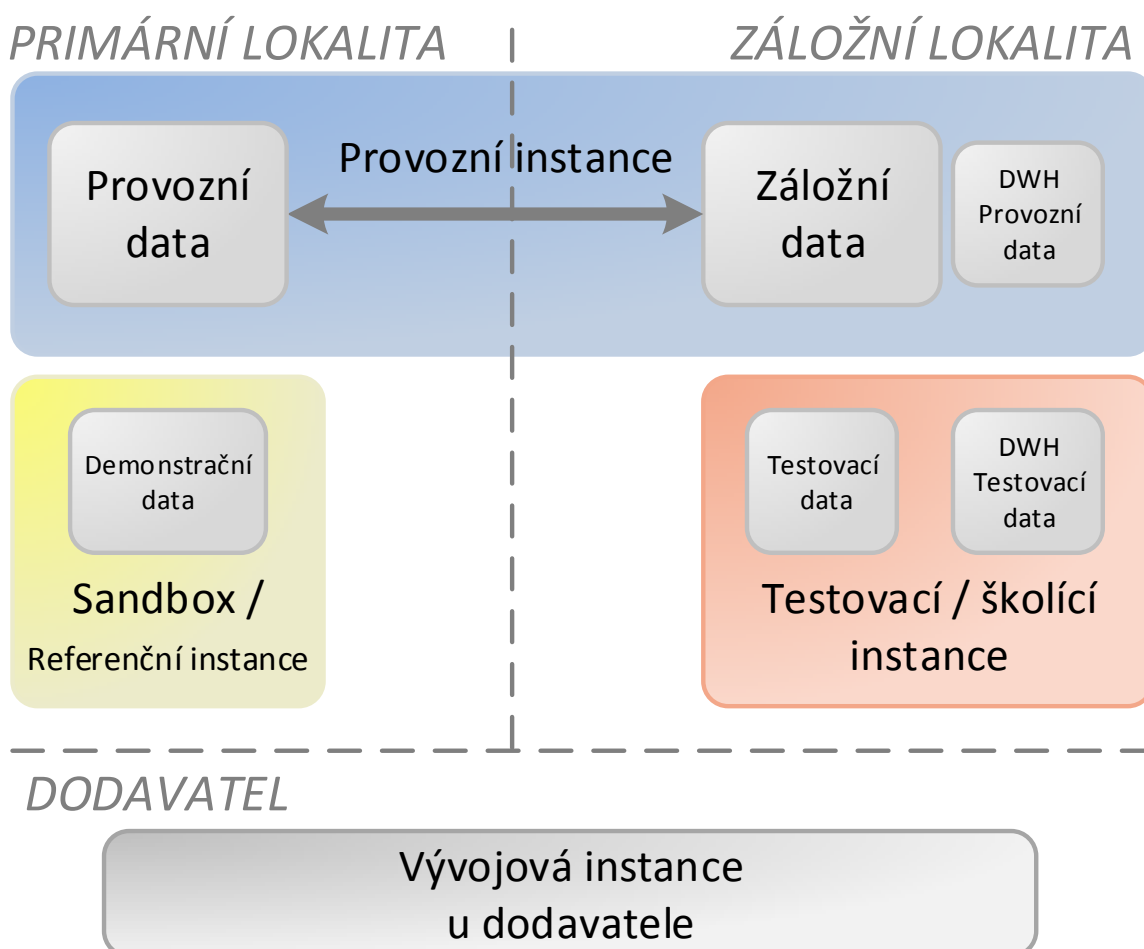 PRIMÁRNÍ LOKALITA
ZÁLOŽNÍ LOKALITA
Provozní instance
Provozní
data
Záložní
data
DWH
Provozní
data
Demonstrační
data
Sandbox /
Referenční instance
Testovací
data
DWH
Testovací
data
Testovací / školící
instance
DODAVATEL
Vývojová instance
u dodavatele